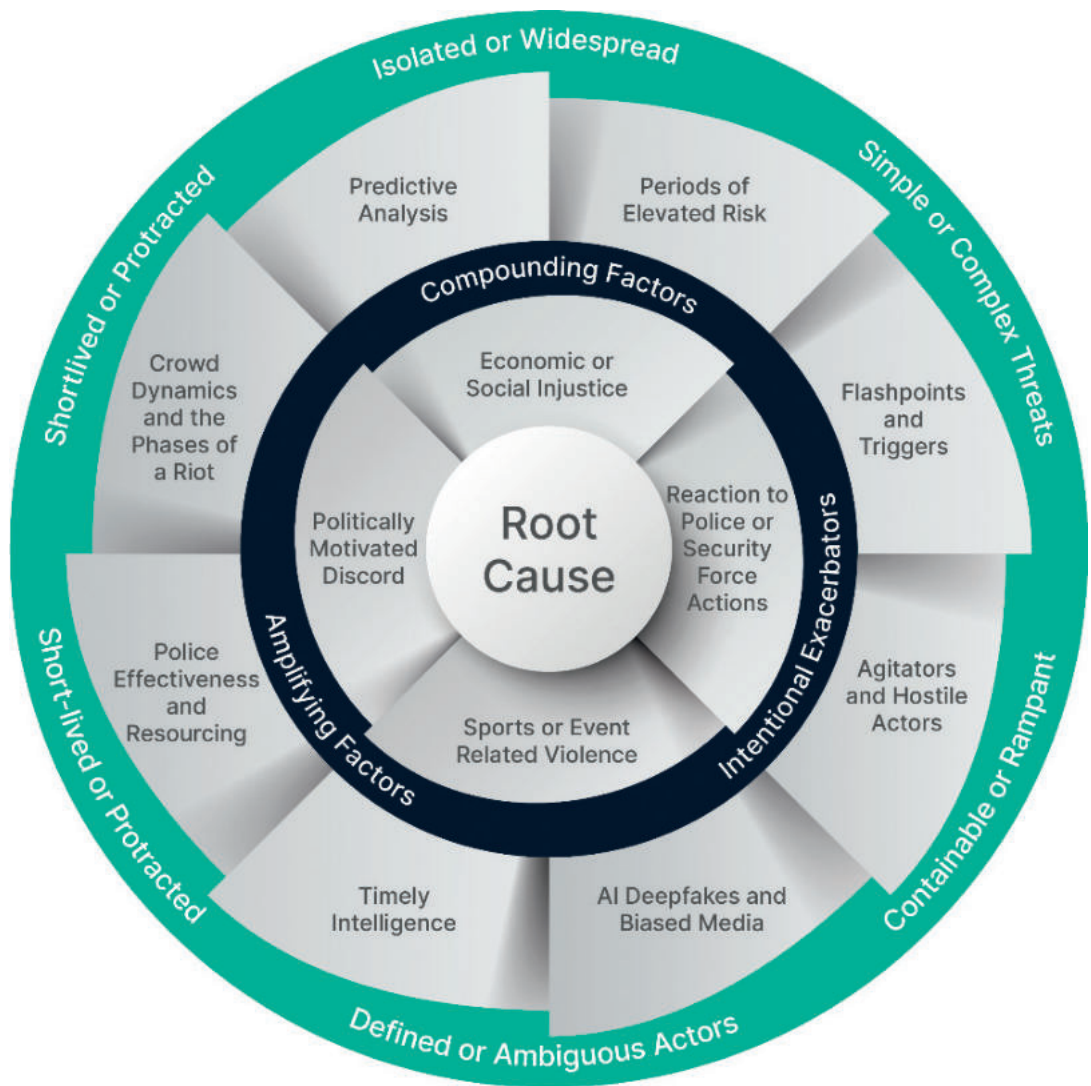 Isolated or Widespread
Simple or Complex Threats
Containable or Rampant
Defined or Ambiguous Actors
Short-lived or Protracted
Shortlived or Protracted
Predictive
Analysis
Periods of
Elevated Risk
Flashpoints
and
Triggers
Agitators
and Hostile
Actors
AI Deepfakes and
Biased Media
Timely
Intelligence
Police
Effectiveness
and
Resourcing
Crowd
Dynamics
and the
Phases of
a Riot
Compounding Factors
Intentional Exacerbators
Amplifying Factors
Economic or
Social Injustice
Reaction to
Police or
Security
Force
Actions
Sports or Event
Related Violence
Politically
Motivated
Discord
Root
Cause